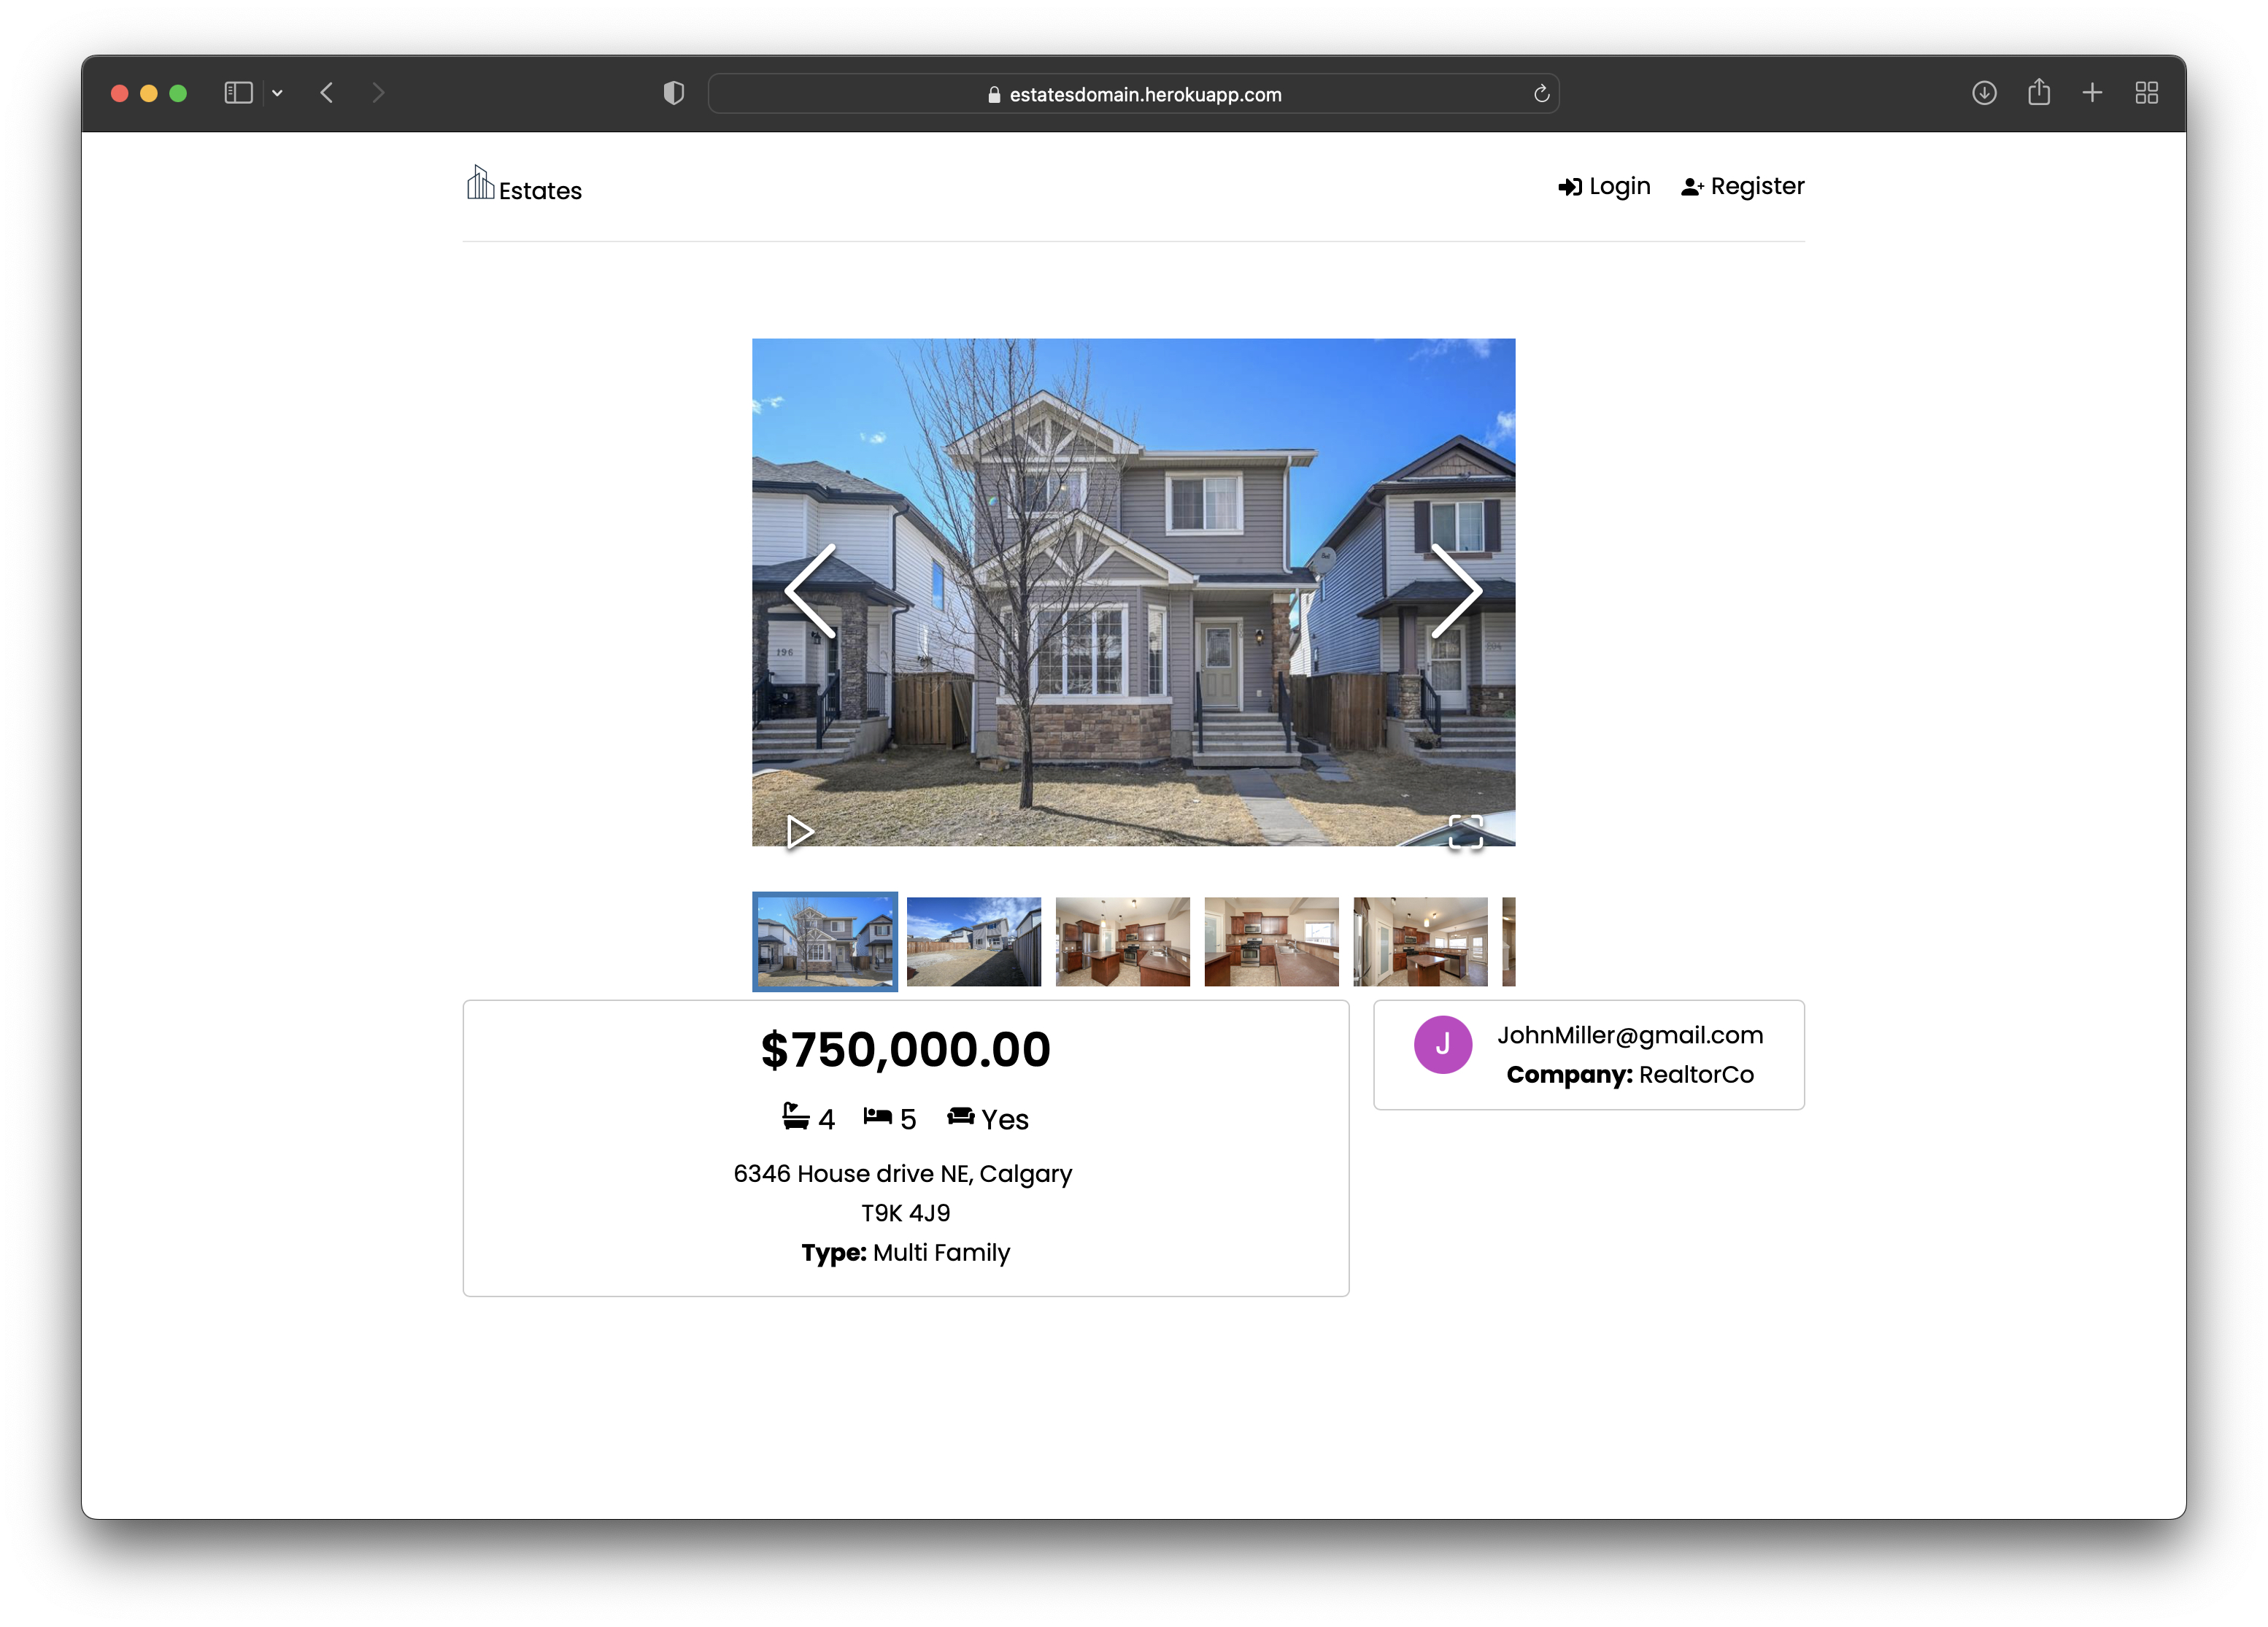 estatesdomain.herokuapp.com
Estates
Login
Register
196
$750,000.00
4
5
Yes
6346 House drive NE, Calgary
T9K 4J9
Type: Multi Family
J
JohnMiller@gmail.com
Company: RealtorCo